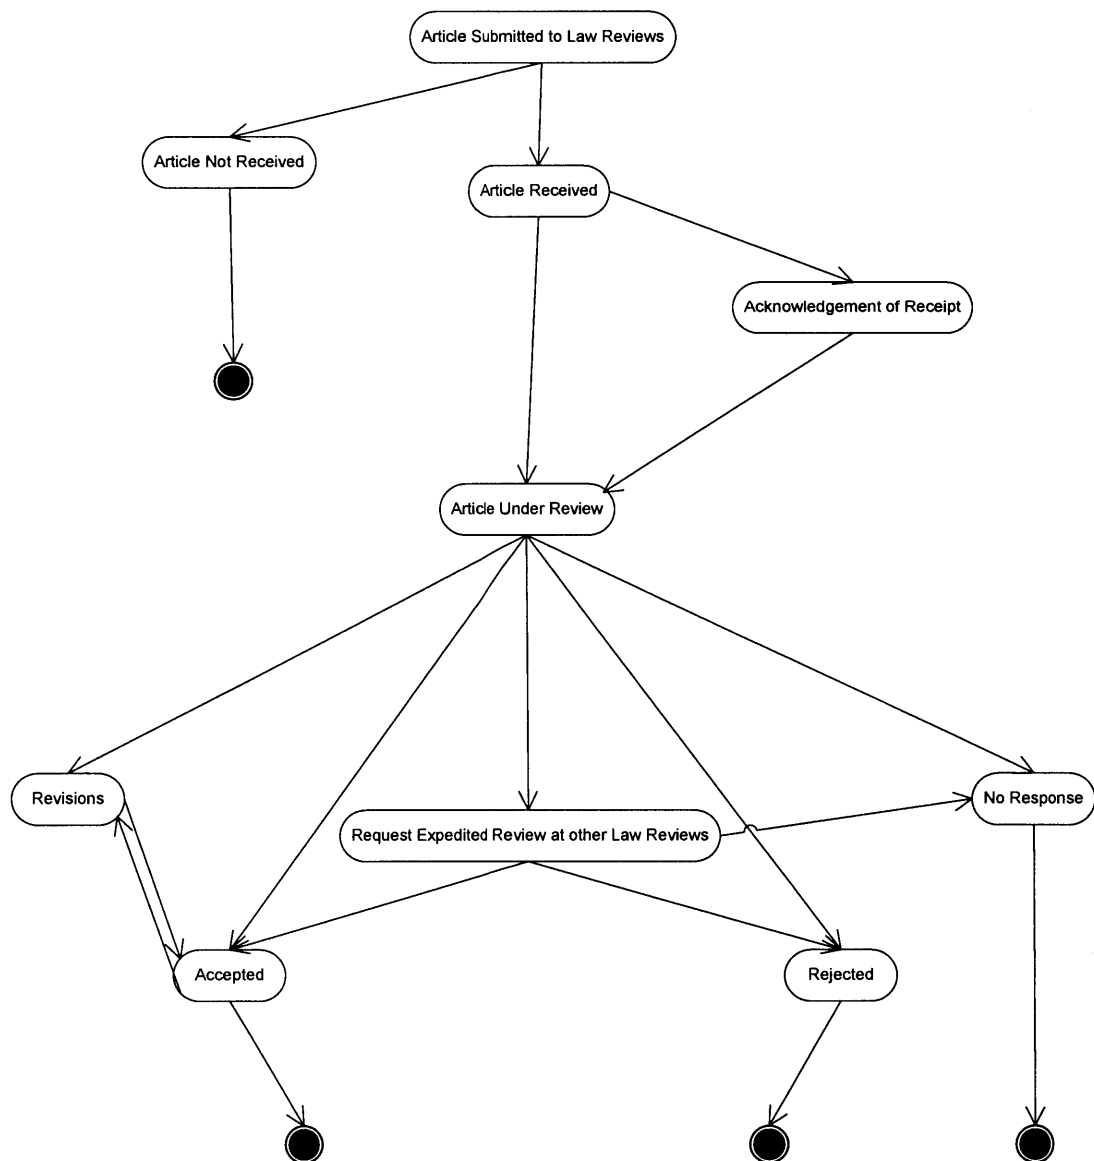 Article Submitted to Law Reviews
Article Not Received
Article Received
Acknowledgement of Receipt
Article Under Review
Revisions
No Response
Request Expedited Review at other Law Reviews
Accepted
Rejected